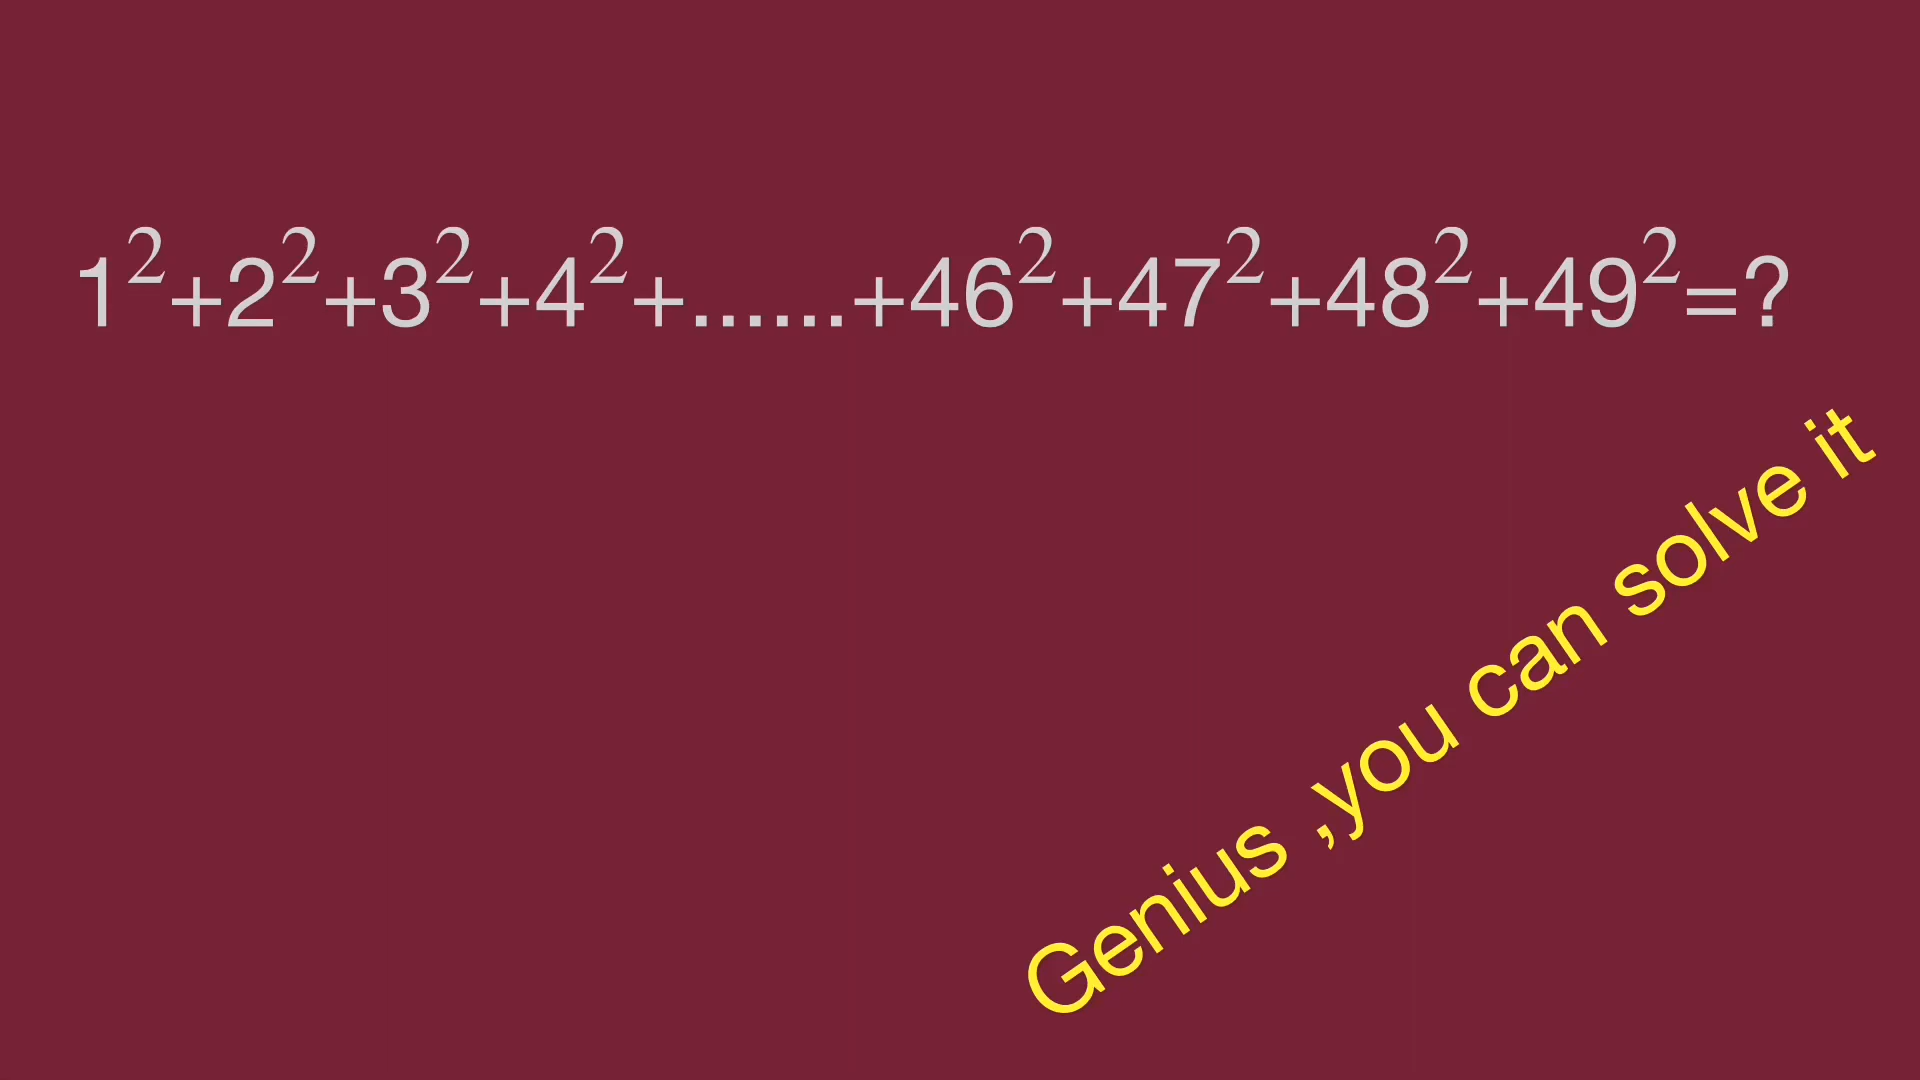 1²+2²+3²+4²+......+46²+47²+48²+49²=?
Genius ,you can solve it